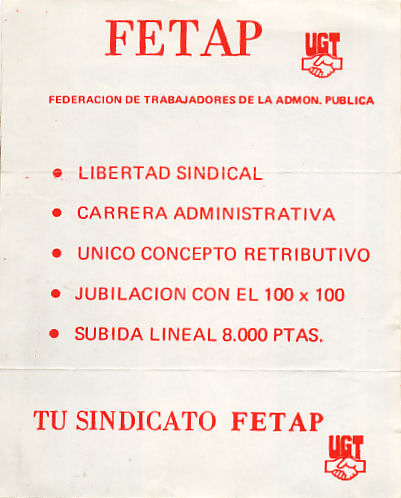 FETAP
UGT
FEDERACION DE TRABAJADORES DE LA ADMON. PUBLICA
• LIBERTAD SINDICAL
• CARRERA ADMINISTRATIVA
• UNICO CONCEPTO RETRIBUTIVO
• JUBILACION CON EL 100 x 100
• SUBIDA LINEAL 8.000 PTAS.
TU SINDICATO FETAP
UGT